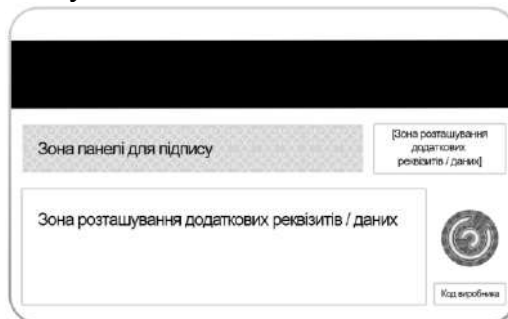 Зона панелі для підпису
[Зона розташування
додаткових
реквізитів / даних]
Зона розташування додаткових реквізитів / даних
Код виробника